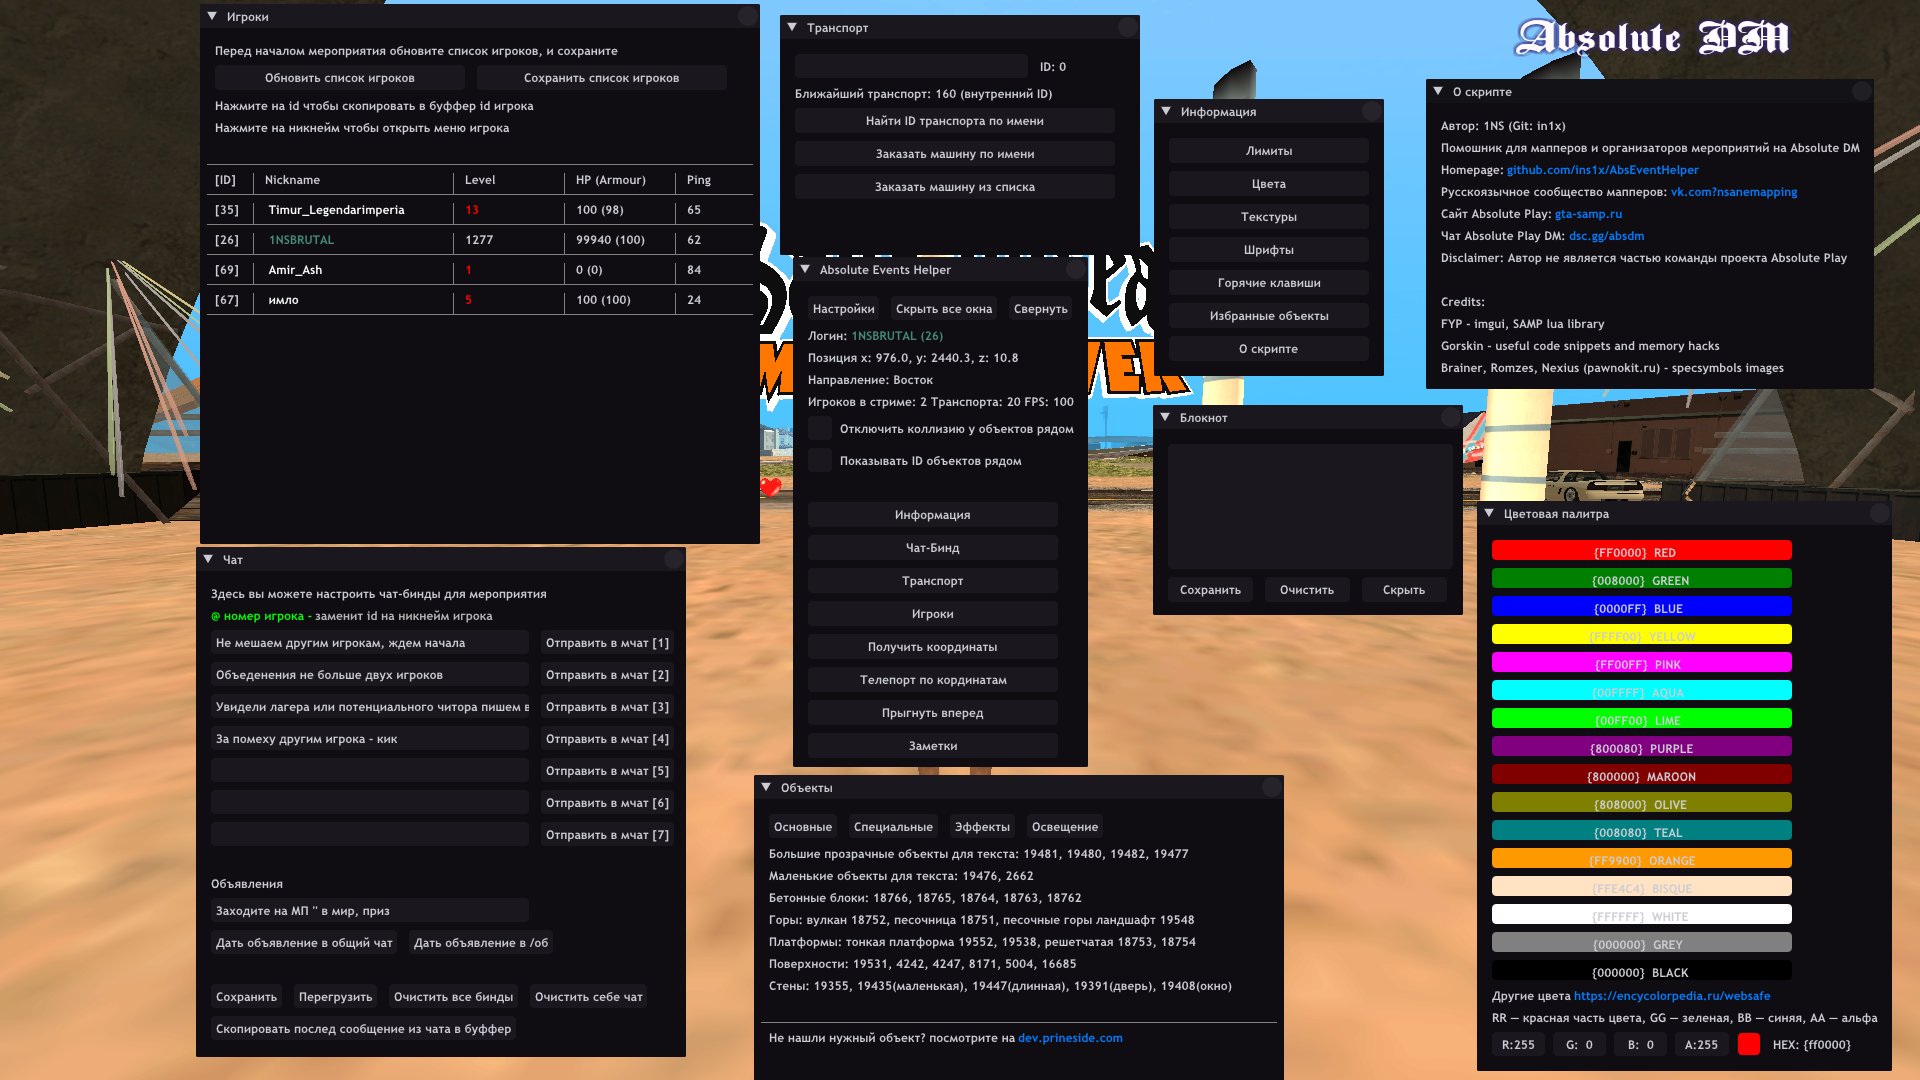 Игроки
Перед началом мероприятия обновите список игроков, и сохраните
Обновить список игроков
Сохранить список игроков
Нажмите на id чтобы скопировать в буффер id игрока
Нажмите на никнейм чтобы открыть меню игрока
[ID] Nickname Level HP (Armour) Ping
[35] Timur_Legendarimperia 13 100 (98) 65
[26] 1NSBRUTAL 1277 99940 (100) 62
[69] Amir_Ash 1 0 (0) 84
[67] имло 5 100 (100) 24
Чат
Здесь вы можете настроить чат-бинды для мероприятия
@ номер игрока - заменит id на никнейм игрока
Не мешаем другим игрокам, ждем начала Отправить в мчат [1]
Объеденения не больше двух игроков Отправить в мчат [2]
Увидели лагера или потенциального читора пишем в Отправить в мчат [3]
За помеху другим игрока - кик Отправить в мчат [4]
Отправить в мчат [5]
Отправить в мчат [6]
Отправить в мчат [7]
Объявления
Заходите на МП " в мир, приз
Дать объявление в общий чат Дать объявление в /об
Сохранить Перегрузить Очистить все бинды Очистить себе чат
Скопировать послед сообщение из чата в буффер
Транспорт
ID: 0
Ближайший транспорт: 160 (внутренний ID)
Найти ID транспорта по имени
Заказать машину по имени
Заказать машину из списка
Absolute Events Helper
Настройки Скрыть все окна Свернуть
Логин: 1NSBRUTAL (26)
Позиция x: 976.0, y: 2440.3, z: 10.8
Направление: Восток
Игроков в стриме: 2 Транспорта: 20 FPS: 100
Отключить коллизию у объектов рядом
Показывать ID объектов рядом
Информация
Чат-Бинд
Транспорт
Игроки
Получить координаты
Телепорт по кординатам
Прыгнуть вперед
Заметки
Объекты
Основные Специальные Эффекты Освещение
Большие прозрачные объекты для текста: 19481, 19480, 19482, 19477
Маленькие объекты для текста: 19476, 2662
Бетонные блоки: 18766, 18765, 18764, 18763, 18762
Горы: вулкан 18752, песочница 18751, песочные горы ландшафт 19548
Платформы: тонкая платформа 19552, 19538, решетчатая 18753, 18754
Поверхности: 19531, 4242, 4247, 8171, 5004, 16685
Стены: 19355, 19435(маленькая), 19447(длинная), 19391(дверь), 19408(окно)
Не нашли нужный объект? посмотрите на dev.prineside.com
Информация
Лимиты
Цвета
Текстуры
Шрифты
Горячие клавиши
Избранные объекты
О скрипте
Блокнот
Сохранить Очистить Скрыть
Absolute DM
О скрипте
Автор: 1NS (Git: in1x)
Помошник для мапперов и организаторов мероприятий на Absolute DM
Homepage: github.com/ins1x/AbsEventHelper
Русскоязычное сообщество мапперов: vk.com?nsanemapping
Сайт Absolute Play: gta-samp.ru
Чат Absolute Play DM: dsc.gg/absdm
Disclaimer: Автор не является частью команды проекта Absolute Play
Credits:
FYP - imgui, SAMP lua library
Gorskin - useful code snippets and memory hacks
Brainer, Romzes, Nexius (pawnokit.ru) - specsymbols images
Цветовая палитра
{FF0000} RED
{008000} GREEN
{0000FF} BLUE
{FFFF00} YELLOW
{FF00FF} PINK
{00FFFF} AQUA
{00FF00} LIME
{800080} PURPLE
{800000} MAROON
{808000} OLIVE
{008080} TEAL
{FF9900} ORANGE
{FFE4C4} BISQUE
{FFFFFF} WHITE
{000000} GREY
{000000} BLACK
Другие цвета https://encycolorpedia.ru/websafe
RR — красная часть цвета, GG — зеленая, BB — синяя, AA — альфа
R:255 G: 0 B: 0 A:255 HEX: {ff0000}